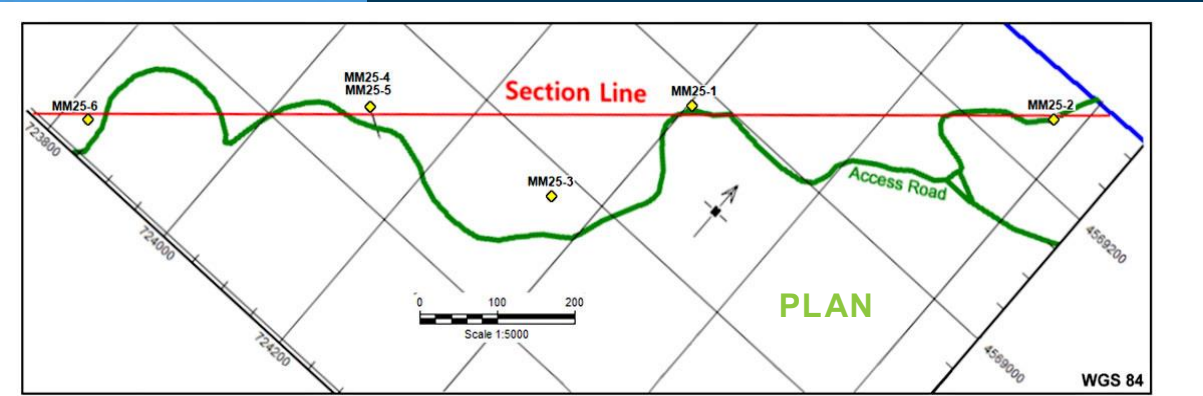 MM25-4
MM25-5
Section Line
MM25-1
MM25-6
MM25-2
723800
MM25-3
Access Road
724000
4569200
0 100 200
PLAN
Scale 1:5000
724200
4569000
WGS 84